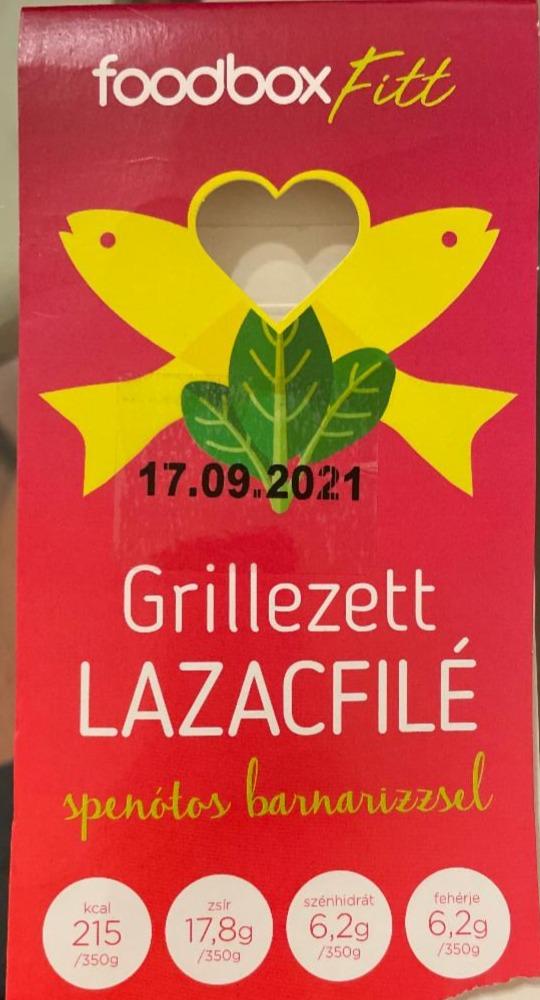 foodbox Fitt
17.09.2021
Grillezett
LAZACFILÉ
spenótos barnarizzsel
kcal
215
/350g
zsír
17,8g
/350g
szénhidrát
6,2g
/350g
fehérje
6,2g
/350g